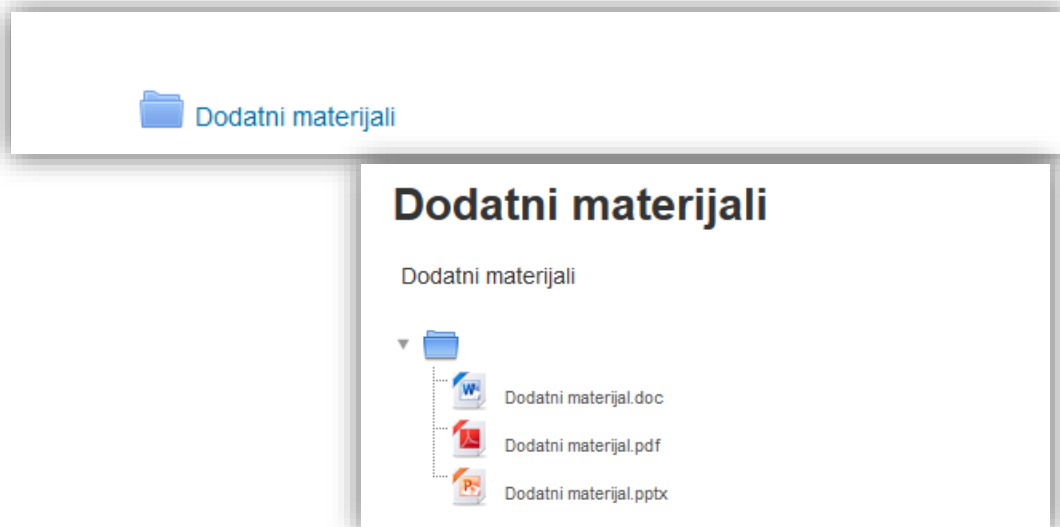 Dodatni materijali
Dodatni materijali
Dodatni materijali
Dodatni materijal.doc
Dodatni materijal.pdf
Dodatni materijal.pptx